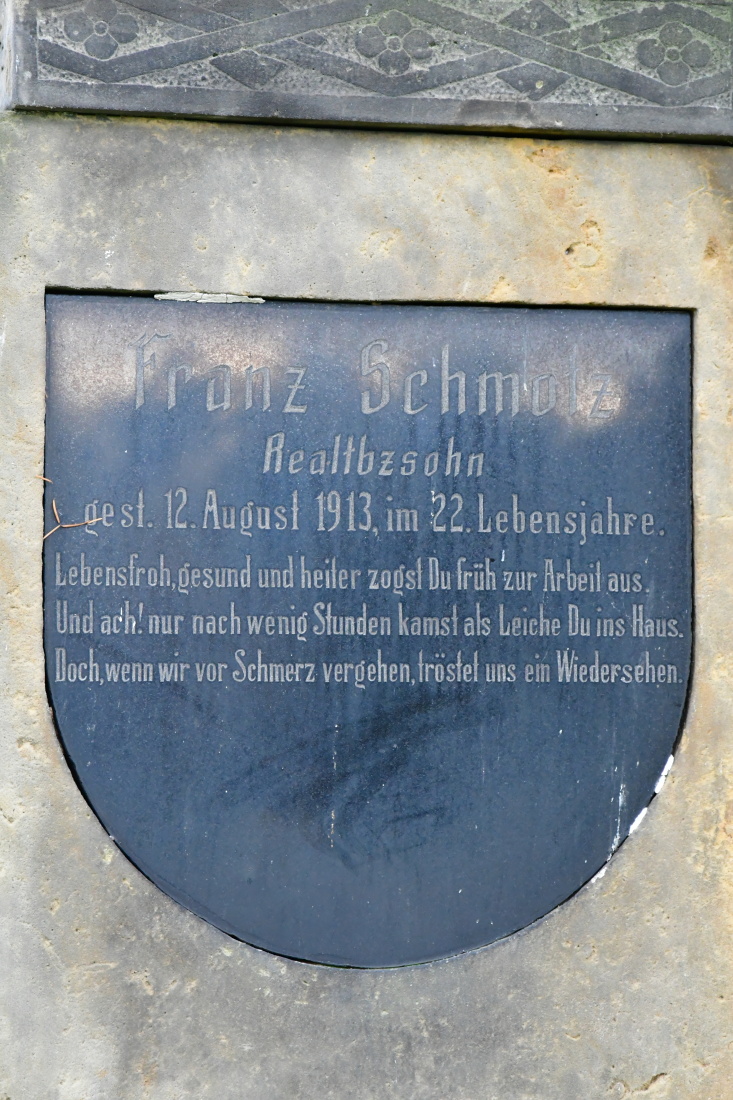 Franz Schmolz
Realtbzsohn
gest. 12. August 1913, im 22. Lebensjahre.
Lebensfroh, gesund und heiter zogst Du früh zur Arbeit aus.
Und ach! nur nach wenig Stunden kamst als Leiche Du ins Haus.
Doch, wenn wir vor Schmerz vergehen, tröstet uns ein Wiedersehen.